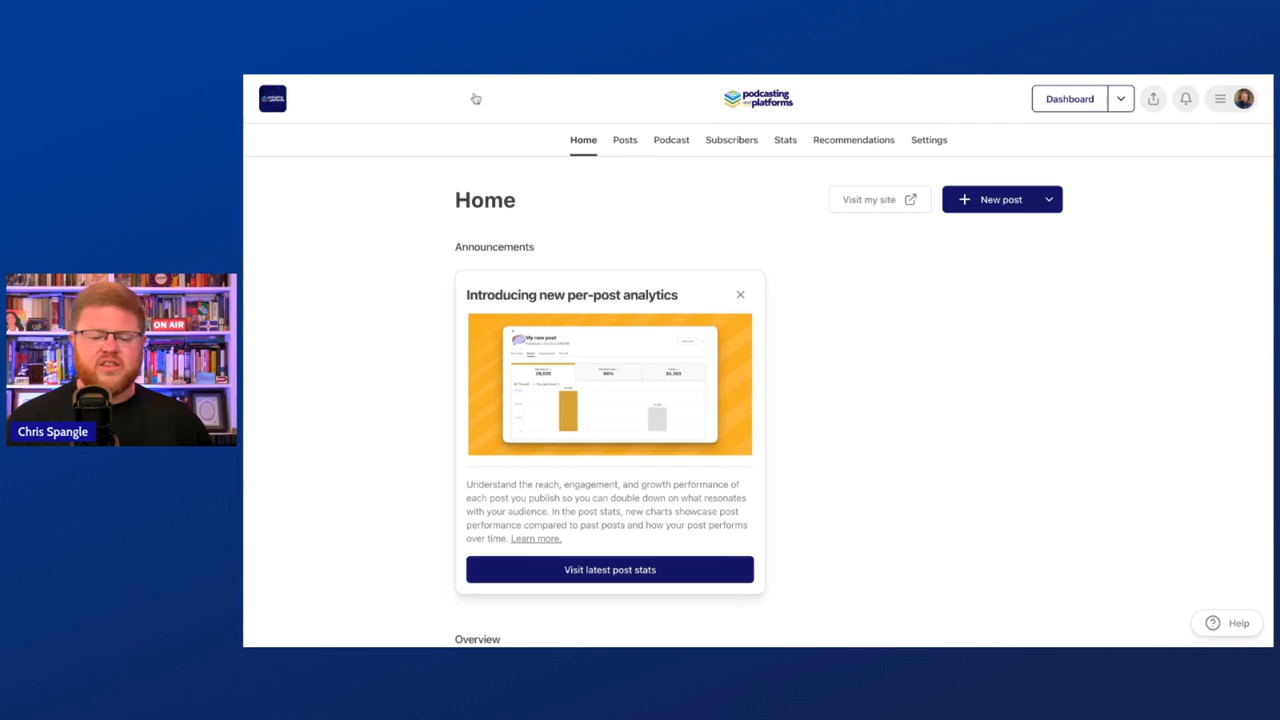 podcasting
and platforms
Dashboard
Home
Posts
Podcast
Subscribers
Stats
Recommendations
Settings
Home
Visit my site
New post
Announcements
Introducing new per-post analytics
My new post
Understand the reach, engagement, and growth performance of
each post you publish so you can double down on what resonates
with your audience. In the post stats, new charts showcase post
performance compared to past posts and how your post performs
over time. Learn more.
Visit latest post stats
Overview
Help
ON AIR
Chris Spangle